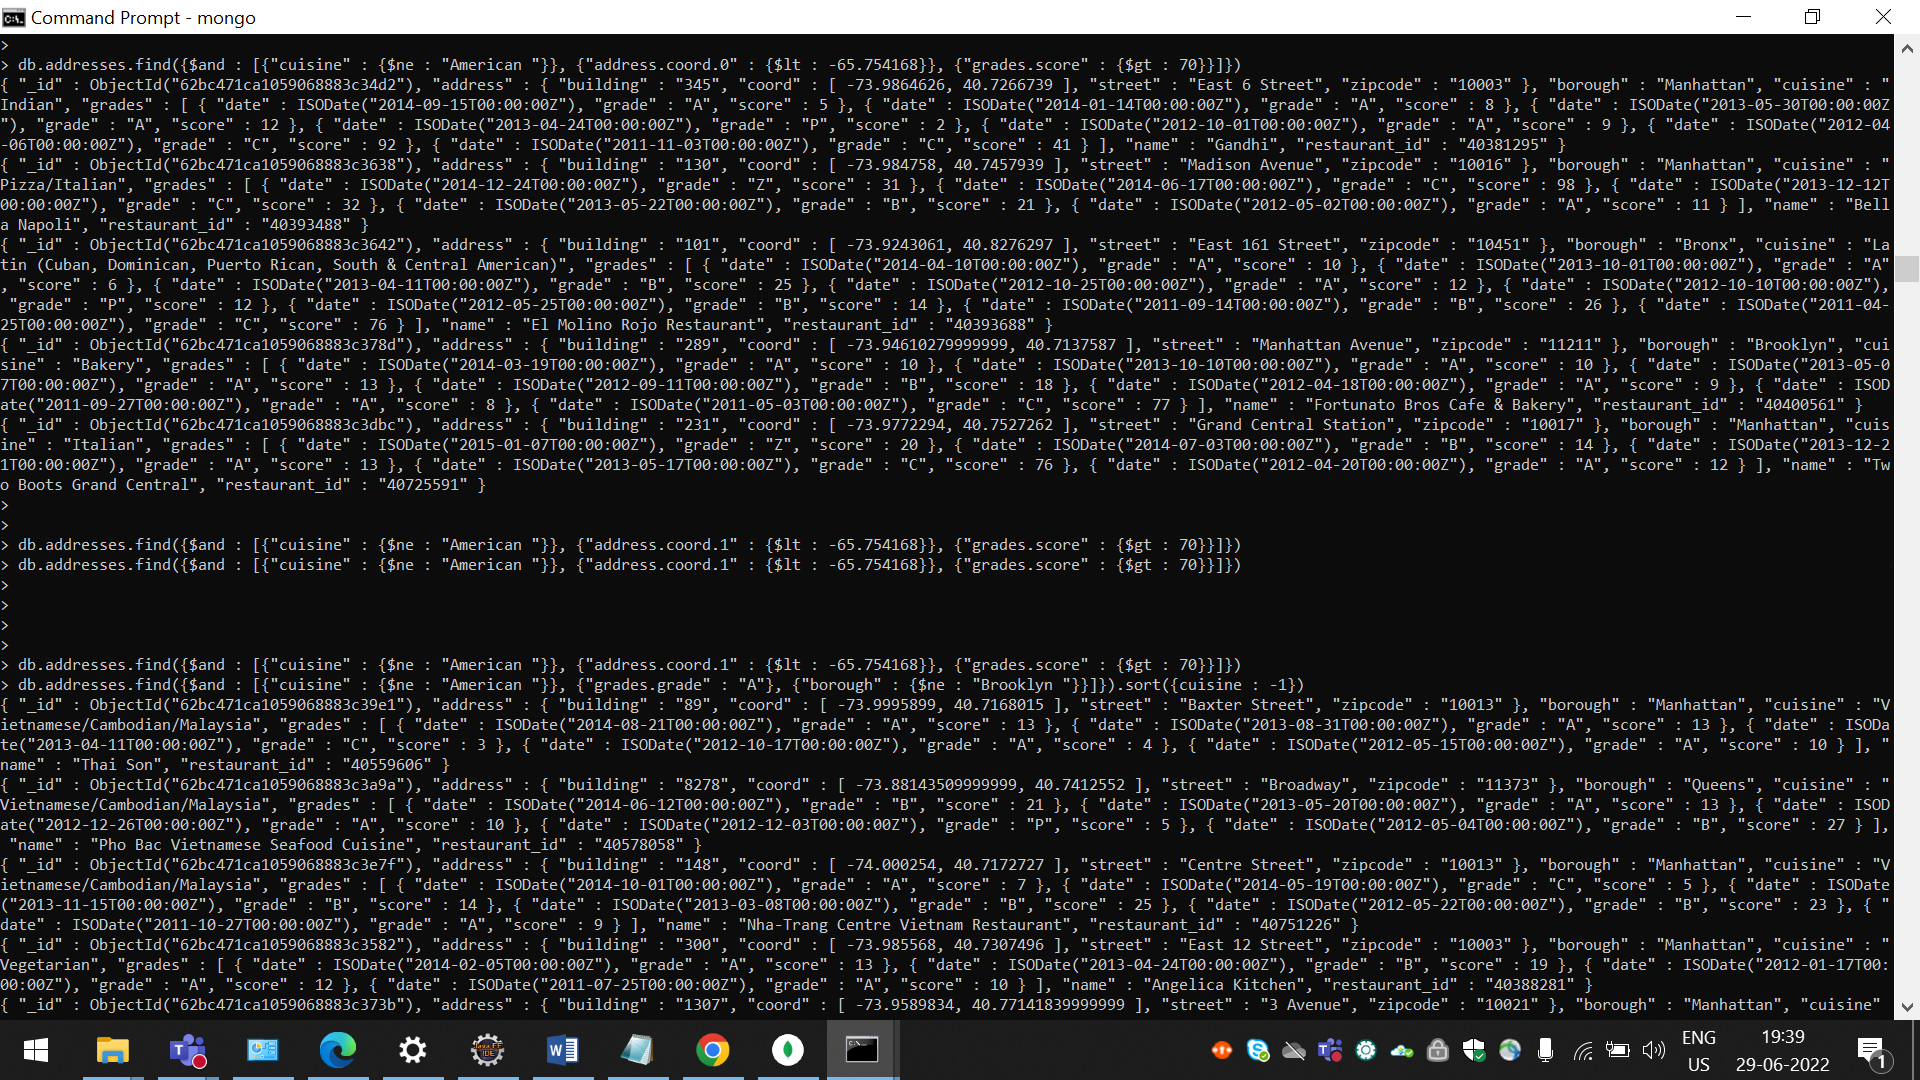 Command Prompt - mongo
>
> db.addresses.find({$and : [{"cuisine" : {$ne : "American "}}, {"address.coord.0" : {$lt : -65.754168}}, {"grades.score" : {$gt : 70}}]})
{ "_id" : ObjectId("62bc471ca1059068883c34d2"), "address" : { "building" : "345", "coord" : [ -73.9864626, 40.7266739 ], "street" : "East 6 Street", "zipcode" : "10003" }, "borough" : "Manhattan", "cuisine" : "
Indian", "grades" : [ { "date" : ISODate("2014-09-15T00:00:00Z"), "grade" : "A", "score" : 5 }, { "date" : ISODate("2014-01-14T00:00:00Z"), "grade" : "A", "score" : 8 }, { "date" : ISODate("2013-05-30T00:00:00Z
"), "grade" : "A", "score" : 12 }, { "date" : ISODate("2013-04-24T00:00:00Z"), "grade" : "P", "score" : 2 }, { "date" : ISODate("2012-10-01T00:00:00Z"), "grade" : "A", "score" : 9 }, { "date" : ISODate("2012-04
-06T00:00:00Z"), "grade" : "C", "score" : 92 }, { "date" : ISODate("2011-11-03T00:00:00Z"), "grade" : "C", "score" : 41 } ], "name" : "Gandhi", "restaurant_id" : "40381295" }
{ "_id" : ObjectId("62bc471ca1059068883c3638"), "address" : { "building" : "130", "coord" : [ -73.984758, 40.7457939 ], "street" : "Madison Avenue", "zipcode" : "10016" }, "borough" : "Manhattan", "cuisine" : "
Pizza/Italian", "grades" : [ { "date" : ISODate("2014-12-24T00:00:00Z"), "grade" : "Z", "score" : 31 }, { "date" : ISODate("2014-06-17T00:00:00Z"), "grade" : "C", "score" : 98 }, { "date" : ISODate("2013-12-12T
00:00:00Z"), "grade" : "C", "score" : 32 }, { "date" : ISODate("2013-05-22T00:00:00Z"), "grade" : "B", "score" : 21 }, { "date" : ISODate("2012-05-02T00:00:00Z"), "grade" : "A", "score" : 11 } ], "name" : "Bell
a Napoli", "restaurant_id" : "40393488" }
{ "_id" : ObjectId("62bc471ca1059068883c3642"), "address" : { "building" : "101", "coord" : [ -73.9243061, 40.8276297 ], "street" : "East 161 Street", "zipcode" : "10451" }, "borough" : "Bronx", "cuisine" : "La
tin (Cuban, Dominican, Puerto Rican, South & Central American)", "grades" : [ { "date" : ISODate("2014-04-10T00:00:00Z"), "grade" : "A", "score" : 10 }, { "date" : ISODate("2013-10-01T00:00:00Z"), "grade" : "A"
, "score" : 6 }, { "date" : ISODate("2013-04-11T00:00:00Z"), "grade" : "B", "score" : 25 }, { "date" : ISODate("2012-10-25T00:00:00Z"), "grade" : "A", "score" : 12 }, { "date" : ISODate("2012-10-10T00:00:00Z"),
 "grade" : "P", "score" : 12 }, { "date" : ISODate("2012-05-25T00:00:00Z"), "grade" : "B", "score" : 14 }, { "date" : ISODate("2011-09-14T00:00:00Z"), "grade" : "B", "score" : 26 }, { "date" : ISODate("2011-04-
25T00:00:00Z"), "grade" : "C", "score" : 76 } ], "name" : "El Molino Rojo Restaurant", "restaurant_id" : "40393688" }
{ "_id" : ObjectId("62bc471ca1059068883c378d"), "address" : { "building" : "289", "coord" : [ -73.94610279999999, 40.7137587 ], "street" : "Manhattan Avenue", "zipcode" : "11211" }, "borough" : "Brooklyn", "cui
sine" : "Bakery", "grades" : [ { "date" : ISODate("2014-03-19T00:00:00Z"), "grade" : "A", "score" : 10 }, { "date" : ISODate("2013-10-10T00:00:00Z"), "grade" : "A", "score" : 10 }, { "date" : ISODate("2013-05-0
7T00:00:00Z"), "grade" : "A", "score" : 13 }, { "date" : ISODate("2012-09-11T00:00:00Z"), "grade" : "B", "score" : 18 }, { "date" : ISODate("2012-04-18T00:00:00Z"), "grade" : "A", "score" : 9 }, { "date" : ISOD
ate("2011-09-27T00:00:00Z"), "grade" : "A", "score" : 8 }, { "date" : ISODate("2011-05-03T00:00:00Z"), "grade" : "C", "score" : 77 } ], "name" : "Fortunato Bros Cafe & Bakery", "restaurant_id" : "40400561" }
{ "_id" : ObjectId("62bc471ca1059068883c3dbc"), "address" : { "building" : "231", "coord" : [ -73.9772294, 40.7527262 ], "street" : "Grand Central Station", "zipcode" : "10017" }, "borough" : "Manhattan", "cuis
ine" : "Italian", "grades" : [ { "date" : ISODate("2015-01-07T00:00:00Z"), "grade" : "Z", "score" : 20 }, { "date" : ISODate("2014-07-03T00:00:00Z"), "grade" : "B", "score" : 14 }, { "date" : ISODate("2013-12-2
1T00:00:00Z"), "grade" : "A", "score" : 13 }, { "date" : ISODate("2013-05-17T00:00:00Z"), "grade" : "C", "score" : 76 }, { "date" : ISODate("2012-04-20T00:00:00Z"), "grade" : "A", "score" : 12 } ], "name" : "Tw
o Boots Grand Central", "restaurant_id" : "40725591" }
>
>
> db.addresses.find({$and : [{"cuisine" : {$ne : "American "}}, {"address.coord.1" : {$lt : -65.754168}}, {"grades.score" : {$gt : 70}}]})
> db.addresses.find({$and : [{"cuisine" : {$ne : "American "}}, {"address.coord.1" : {$lt : -65.754168}}, {"grades.score" : {$gt : 70}}]})
>
>
>
>
> db.addresses.find({$and : [{"cuisine" : {$ne : "American "}}, {"address.coord.1" : {$lt : -65.754168}}, {"grades.score" : {$gt : 70}}]})
> db.addresses.find({$and : [{"cuisine" : {$ne : "American "}}, {"grades.grade" : "A"}, {"borough" : {$ne : "Brooklyn "}}]}).sort({cuisine : -1})
{ "_id" : ObjectId("62bc471ca1059068883c39e1"), "address" : { "building" : "89", "coord" : [ -73.9995899, 40.7168015 ], "street" : "Baxter Street", "zipcode" : "10013" }, "borough" : "Manhattan", "cuisine" : "V
ietnamese/Cambodian/Malaysia", "grades" : [ { "date" : ISODate("2014-08-21T00:00:00Z"), "grade" : "A", "score" : 13 }, { "date" : ISODate("2013-08-31T00:00:00Z"), "grade" : "A", "score" : 13 }, { "date" : ISODa
te("2013-04-11T00:00:00Z"), "grade" : "C", "score" : 3 }, { "date" : ISODate("2012-10-17T00:00:00Z"), "grade" : "A", "score" : 4 }, { "date" : ISODate("2012-05-15T00:00:00Z"), "grade" : "A", "score" : 10 } ], "
name" : "Thai Son", "restaurant_id" : "40559606" }
{ "_id" : ObjectId("62bc471ca1059068883c3a9a"), "address" : { "building" : "8278", "coord" : [ -73.88143509999999, 40.7412552 ], "street" : "Broadway", "zipcode" : "11373" }, "borough" : "Queens", "cuisine" : "
Vietnamese/Cambodian/Malaysia", "grades" : [ { "date" : ISODate("2014-06-12T00:00:00Z"), "grade" : "B", "score" : 21 }, { "date" : ISODate("2013-05-20T00:00:00Z"), "grade" : "A", "score" : 13 }, { "date" : ISOD
ate("2012-12-26T00:00:00Z"), "grade" : "A", "score" : 10 }, { "date" : ISODate("2012-12-03T00:00:00Z"), "grade" : "P", "score" : 5 }, { "date" : ISODate("2012-05-04T00:00:00Z"), "grade" : "B", "score" : 27 } ],
 "name" : "Pho Bac Vietnamese Seafood Cuisine", "restaurant_id" : "40578058" }
{ "_id" : ObjectId("62bc471ca1059068883c3e7f"), "address" : { "building" : "148", "coord" : [ -74.000254, 40.7172727 ], "street" : "Centre Street", "zipcode" : "10013" }, "borough" : "Manhattan", "cuisine" : "V
ietnamese/Cambodian/Malaysia", "grades" : [ { "date" : ISODate("2014-10-01T00:00:00Z"), "grade" : "A", "score" : 7 }, { "date" : ISODate("2014-05-19T00:00:00Z"), "grade" : "C", "score" : 5 }, { "date" : ISODate
("2013-11-15T00:00:00Z"), "grade" : "B", "score" : 14 }, { "date" : ISODate("2013-03-08T00:00:00Z"), "grade" : "B", "score" : 25 }, { "date" : ISODate("2012-05-22T00:00:00Z"), "grade" : "B", "score" : 23 }, { "
date" : ISODate("2011-10-27T00:00:00Z"), "grade" : "A", "score" : 9 } ], "name" : "Nha-Trang Centre Vietnam Restaurant", "restaurant_id" : "40751226" }
{ "_id" : ObjectId("62bc471ca1059068883c3582"), "address" : { "building" : "300", "coord" : [ -73.985568, 40.7307496 ], "street" : "East 12 Street", "zipcode" : "10003" }, "borough" : "Manhattan", "cuisine" : "
Vegetarian", "grades" : [ { "date" : ISODate("2014-02-05T00:00:00Z"), "grade" : "A", "score" : 13 }, { "date" : ISODate("2013-04-24T00:00:00Z"), "grade" : "B", "score" : 19 }, { "date" : ISODate("2012-01-17T00:
00:00Z"), "grade" : "A", "score" : 12 }, { "date" : ISODate("2011-07-25T00:00:00Z"), "grade" : "A", "score" : 10 } ], "name" : "Angelica Kitchen", "restaurant_id" : "40388281" }
{ "_id" : ObjectId("62bc471ca1059068883c373b"), "address" : { "building" : "1307", "coord" : [ -73.9589834, 40.77141839999999 ], "street" : "3 Avenue", "zipcode" : "10021" }, "borough" : "Manhattan", "cuisine"
ENG
US
19:39
29-06-2022
1